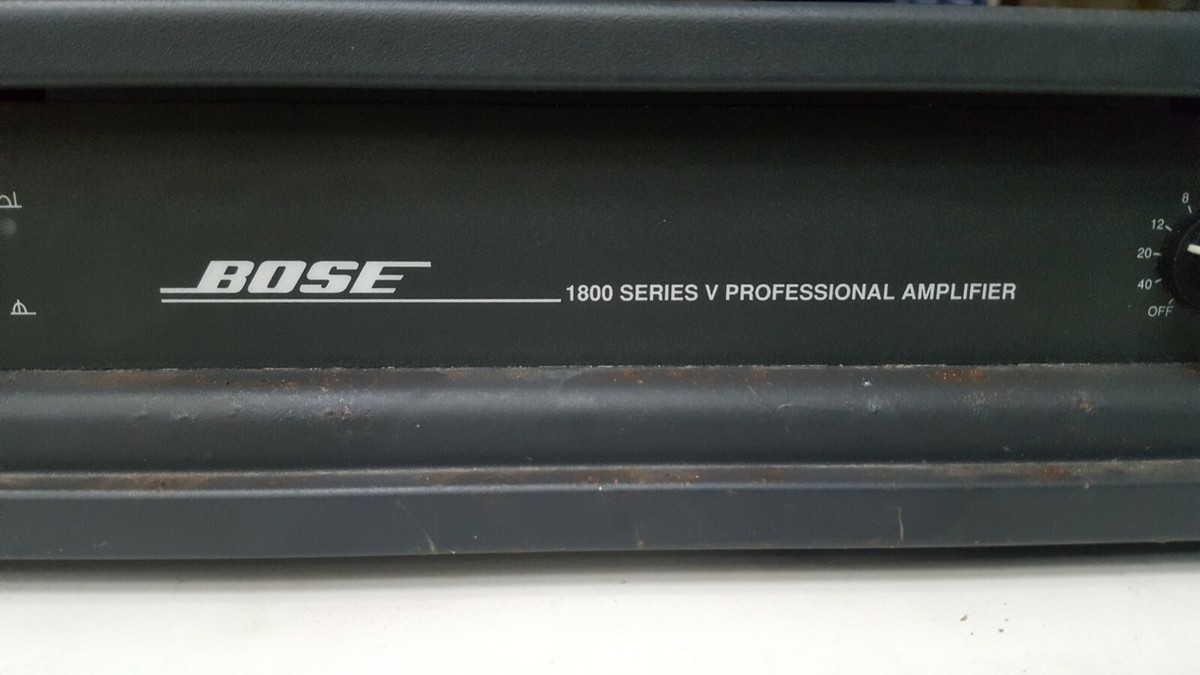 BOSE
1800 SERIES V PROFESSIONAL AMPLIFIER
8
12
20
40
OFF